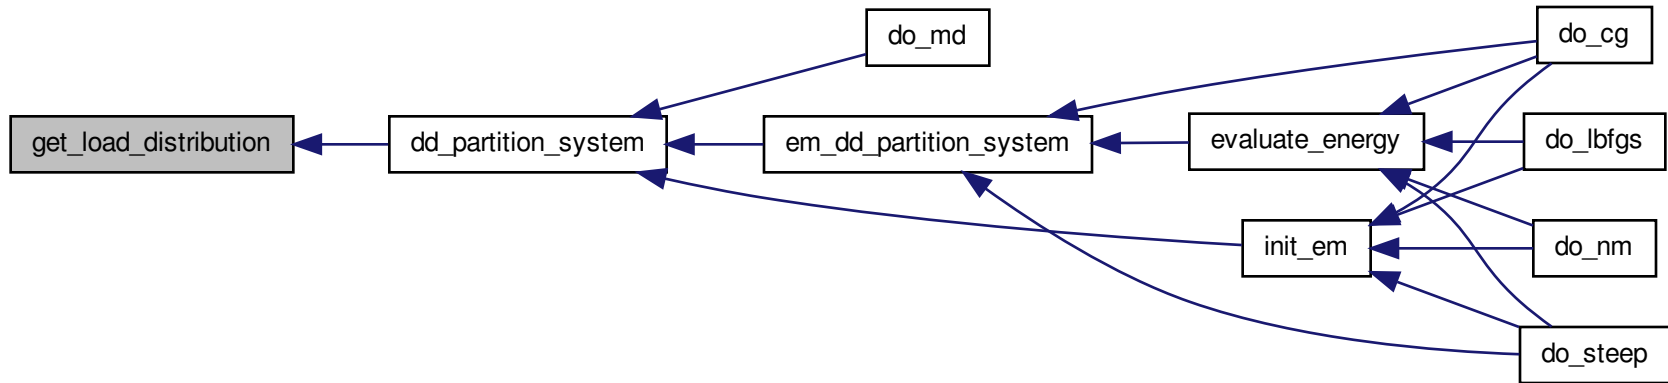 get_load_distribution
dd_partition_system
do_md
em_dd_partition_system
evaluate_energy
init_em
do_cg
do_lbfgs
do_nm
do_steep